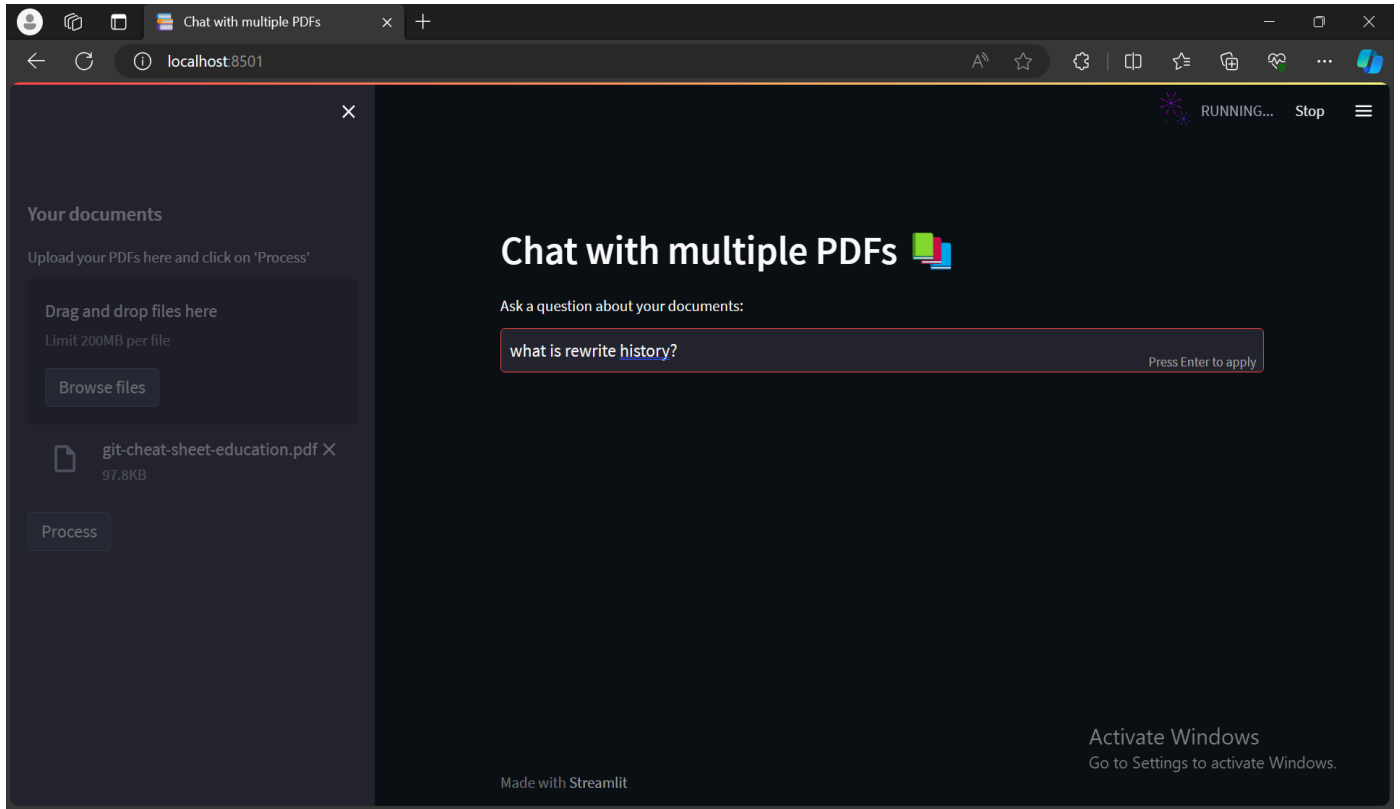 Chat with multiple PDFs
localhost:8501
RUNNING... Stop
Your documents
Upload your PDFs here and click on 'Process'
Drag and drop files here
Limit 200MB per file
Browse files
git-cheat-sheet-education.pdf
97.8KB
Process
Chat with multiple PDFs
Ask a question about your documents:
what is rewrite history?
Press Enter to apply
Activate Windows
Go to Settings to activate Windows.
Made with Streamlit